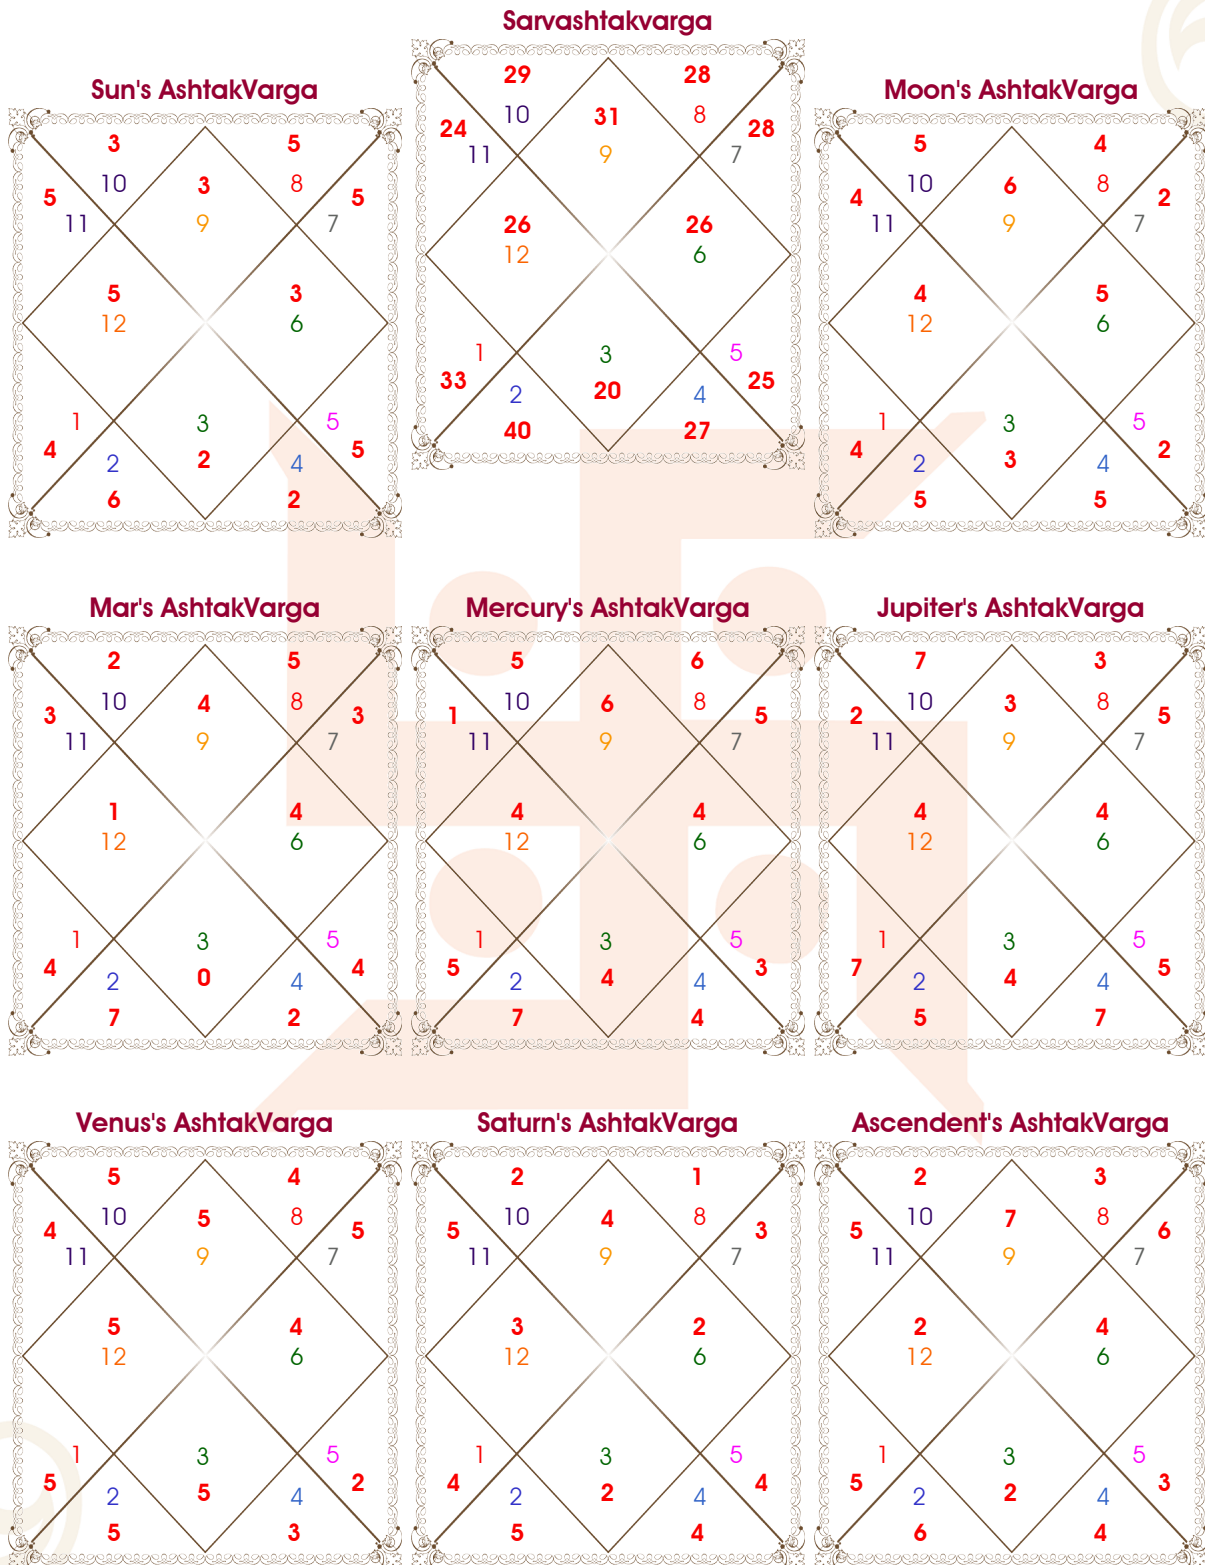 Sarvashtakvarga
29 28
10 31 8
24 28
11 9 7
26 26
12 6
1 3 5
33 20 25
2 4
40 27
Sun's AshtakVarga
3 5
10 3 8
5 5
11 9 7
5 3
12 6
1 3 5
4 2 5
2 4
6 2
Moon's AshtakVarga
5 4
10 6 8
4 2
11 9 7
4 5
12 6
1 3 5
4 3 2
2 4
5 5
Mar's AshtakVarga
2 5
10 4 8
3 3
11 9 7
1 4
12 6
1 3 5
4 0 4
2 4
7 2
Mercury's AshtakVarga
5 6
10 6 8
1 5
11 9 7
4 4
12 6
1 3 5
5 4 3
2 4
7 4
Jupiter's AshtakVarga
7 3
10 3 8
2 5
11 9 7
4 4
12 6
1 3 5
7 4 5
2 4
5 7
Venus's AshtakVarga
5 4
10 5 8
4 5
11 9 7
5 4
12 6
1 3 5
5 5 2
2 4
5 3
Saturn's AshtakVarga
2 1
10 4 8
5 3
11 9 7
3 2
12 6
1 3 5
4 2 4
2 4
5 4
Ascendent's AshtakVarga
2 3
10 7 8
5 6
11 9 7
2 4
12 6
1 3 5
5 2 3
2 4
6 4